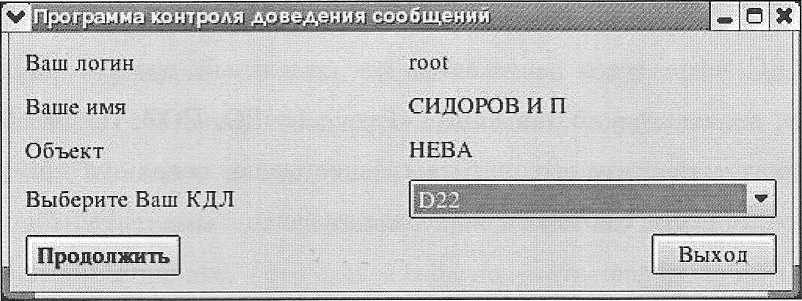 Программа контроля доведения сообщений
Ваш логин root
Ваше имя СИДОРОВ И П
Объект НЕВА
Выберите Ваш КДЛ D22
Продолжить Выход